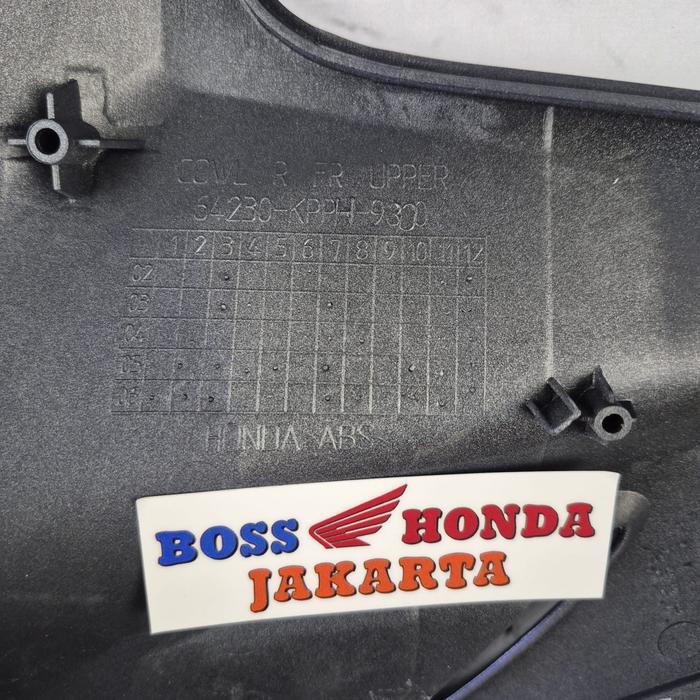 COWL R FR UPPER
64230-KPPH-9300
1 2 3 4 5 6 7 8 9 10 11 12
02
03
04
05
06
HONDA ABS
BOSS HONDA
JAKARTA